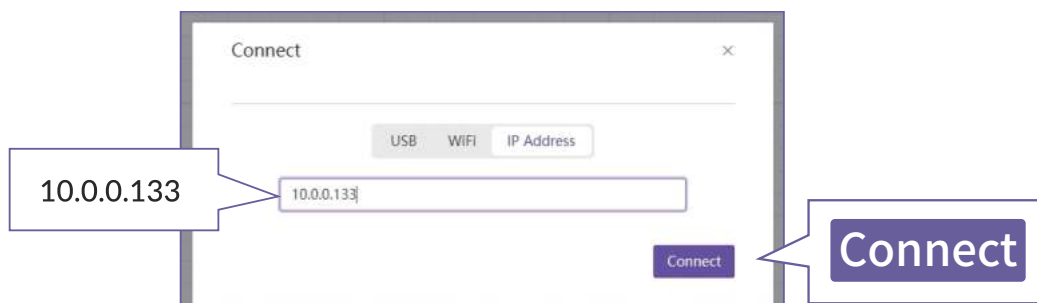 Connect ×
USB WiFi IP Address
10.0.0.133
10.0.0.133
Connect
Connect